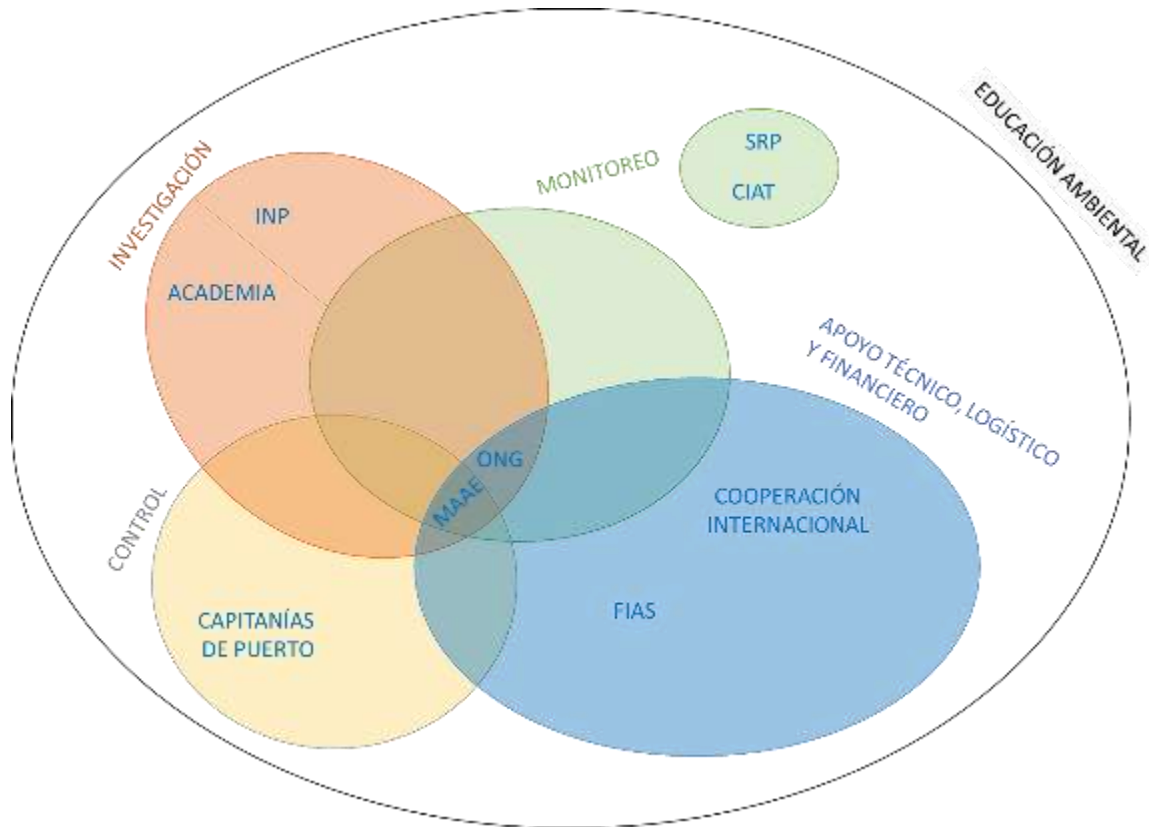 EDUCACIÓN AMBIENTAL
SRP
CIAT
MONITOREO
INVESTIGACIÓN
INP
ACADEMIA
APOYO TÉCNICO, LOGÍSTICO
Y FINANCIERO
ONG
MAAE
COOPERACIÓN
INTERNACIONAL
CONTROL
FIAS
CAPITANÍAS
DE PUERTO